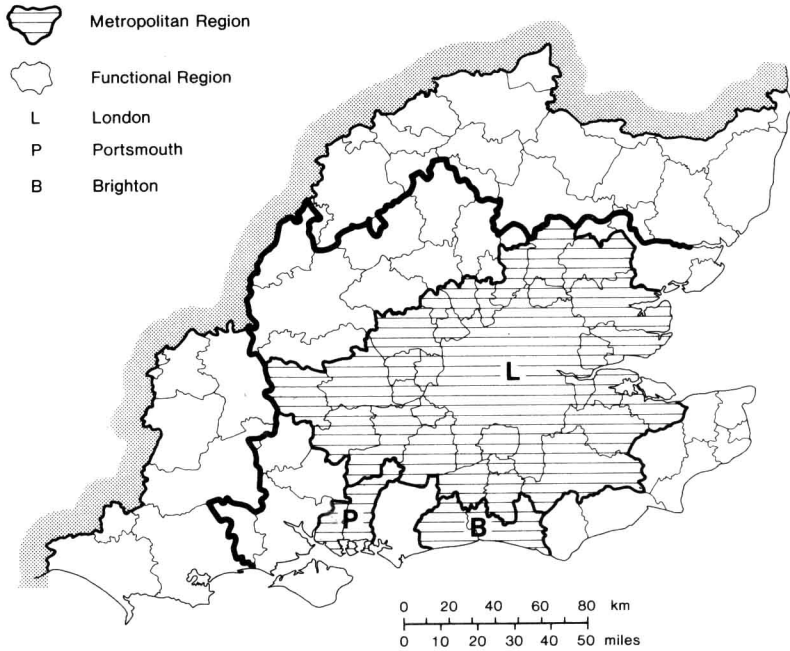 Metropolitan Region
Functional Region
L London
P Portsmouth
B Brighton
L
P
B
0 20 40 60 80 km
0 10 20 30 40 50 miles